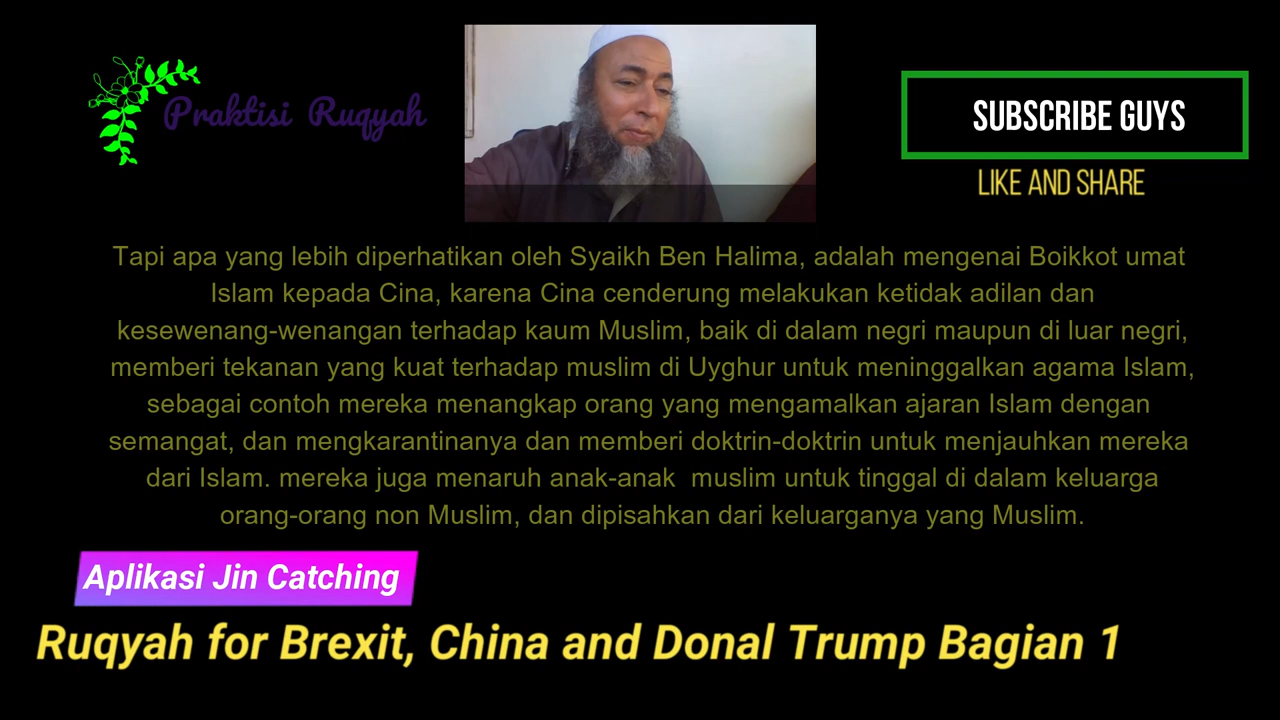 Praktisi Ruqyah
SUBSCRIBE GUYS
LIKE AND SHARE
Tapi apa yang lebih diperhatikan oleh Syaikh Ben Halima, adalah mengenai Boikkot umat
Islam kepada Cina, karena Cina cenderung melakukan ketidak adilan dan
kesewenang-wenangan terhadap kaum Muslim, baik di dalam negri maupun di luar negri,
memberi tekanan yang kuat terhadap muslim di Uyghur untuk meninggalkan agama Islam,
sebagai contoh mereka menangkap orang yang mengamalkan ajaran Islam dengan
semangat, dan mengkarantinanya dan memberi doktrin-doktrin untuk menjauhkan mereka
dari Islam. mereka juga menaruh anak-anak  muslim untuk tinggal di dalam keluarga
orang-orang non Muslim, dan dipisahkan dari keluarganya yang Muslim.
Aplikasi Jin Catching
Ruqyah for Brexit, China and Donal Trump Bagian 1